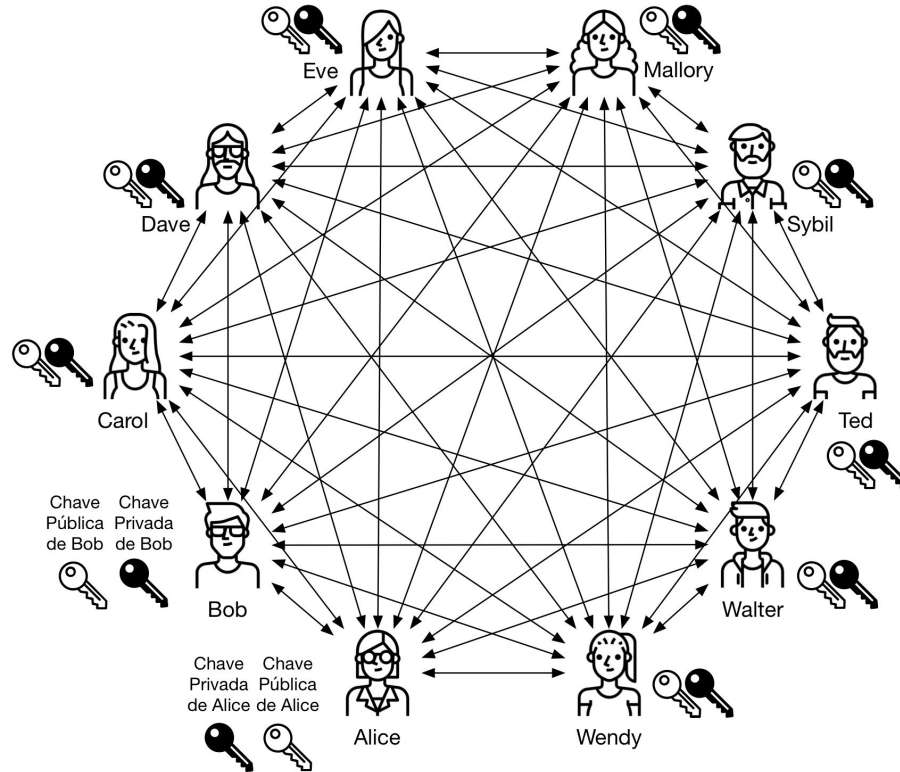 Eve
Mallory
Dave
Sybil
Carol
Ted
Chave
Pública
de Bob
Chave
Privada
de Bob
Bob
Walter
Chave
Privada
de Alice
Chave
Pública
de Alice
Alice
Wendy